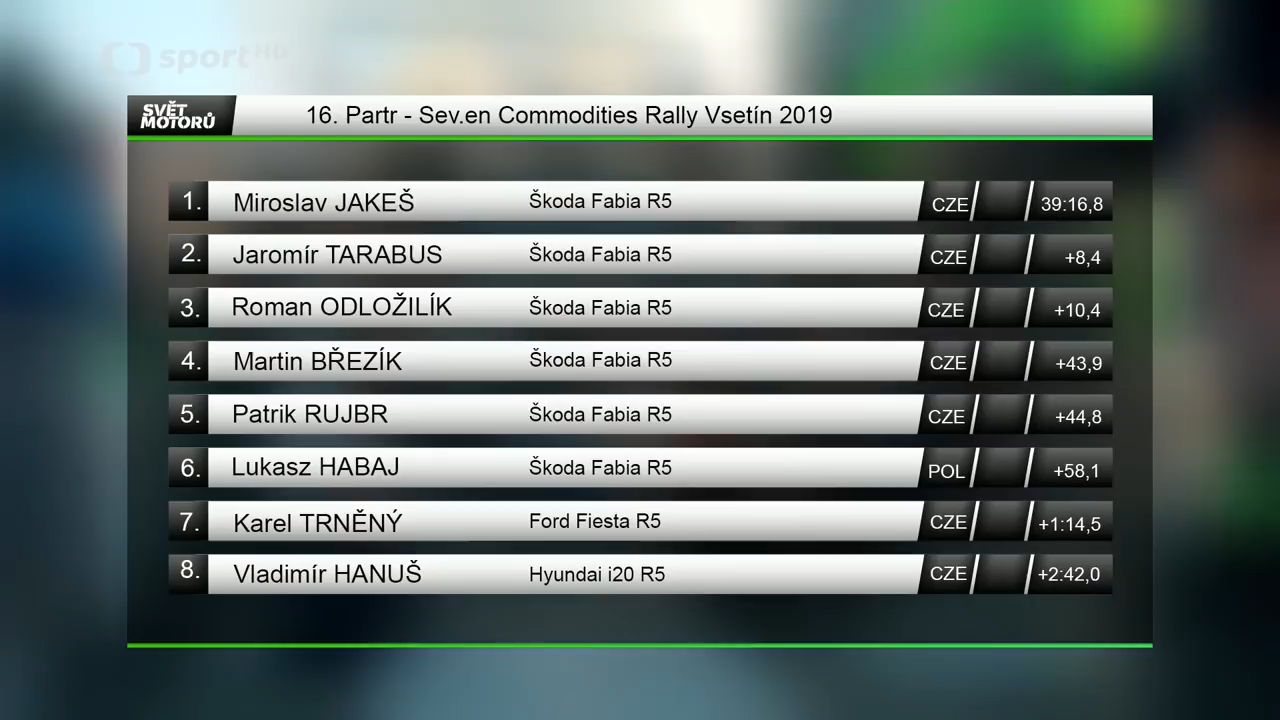 sport HD
SVĚT MOTORŮ
16. Partr - Sev.en Commodities Rally Vsetín 2019
1. Miroslav JAKEŠ Škoda Fabia R5 CZE 39:16,8
2. Jaromír TARABUS Škoda Fabia R5 CZE +8,4
3. Roman ODLOŽILÍK Škoda Fabia R5 CZE +10,4
4. Martin BŘEZÍK Škoda Fabia R5 CZE +43,9
5. Patrik RUJBR Škoda Fabia R5 CZE +44,8
6. Lukasz HABAJ Škoda Fabia R5 POL +58,1
7. Karel TRNĚNÝ Ford Fiesta R5 CZE +1:14,5
8. Vladimír HANUŠ Hyundai i20 R5 CZE +2:42,0